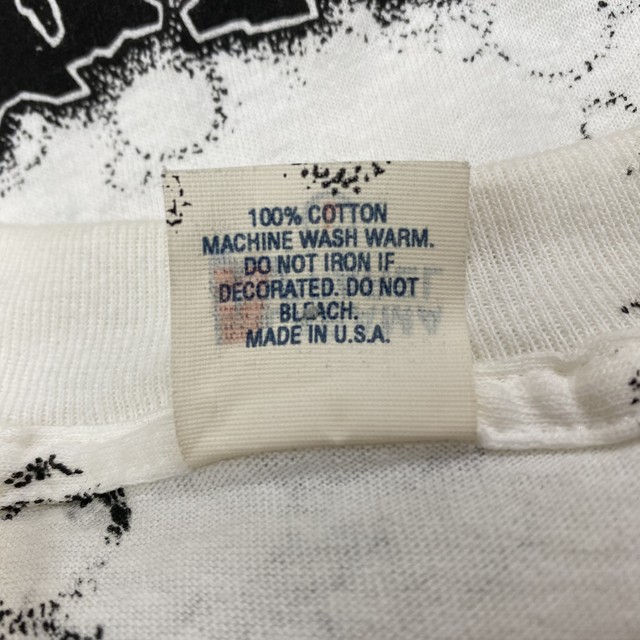 100% COTTON
MACHINE WASH WARM.
DO NOT IRON IF
DECORATED. DO NOT
BLEACH.
MADE IN U.S.A.